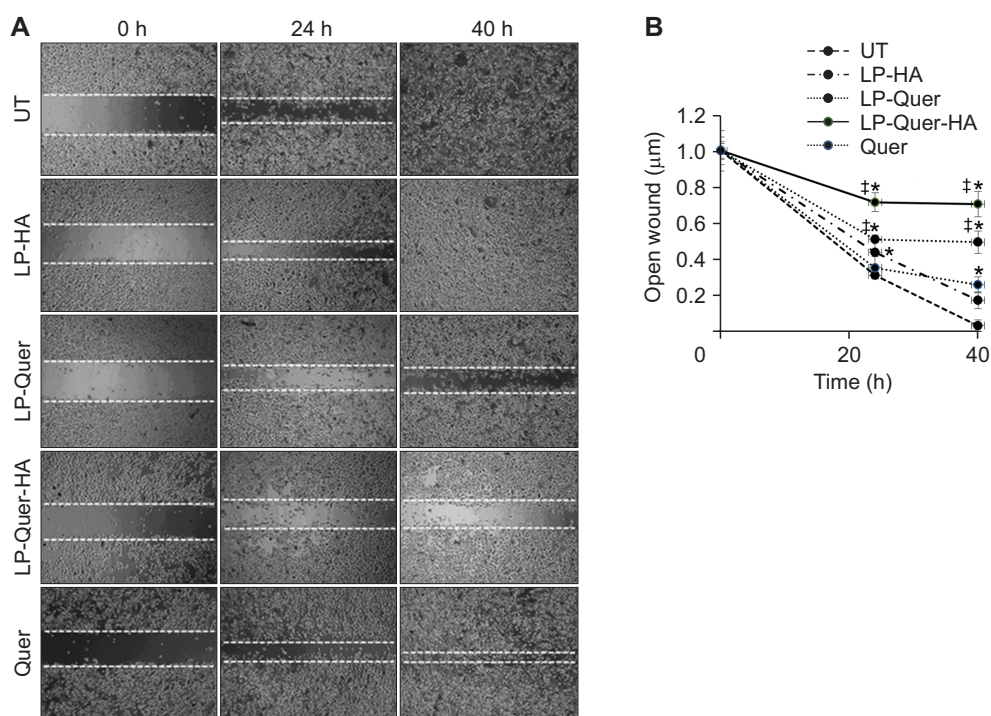 A
0 h 24 h 40 h
UT
LP-HA
LP-Quer
LP-Quer-HA
Quer
B
UT
LP-HA
LP-Quer
LP-Quer-HA
Quer
Open wound (μm)
1.2
1.0
0.8
0.6
0.4
0.2
‡* ‡*
‡* ‡*
* *
0 20 40
Time (h)